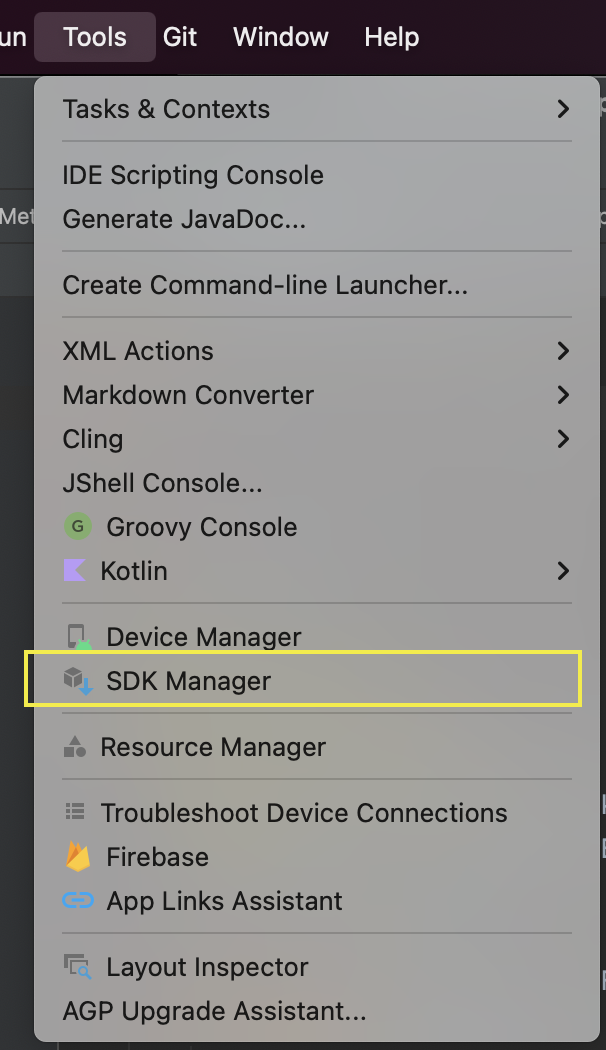 un Tools Git Window Help
Tasks & Contexts
Met
IDE Scripting Console
Generate JavaDoc...
Create Command-line Launcher...
XML Actions
Markdown Converter
Cling
JShell Console...
G Groovy Console
Kotlin
Device Manager
SDK Manager
Resource Manager
Troubleshoot Device Connections
Firebase
App Links Assistant
Layout Inspector
AGP Upgrade Assistant...